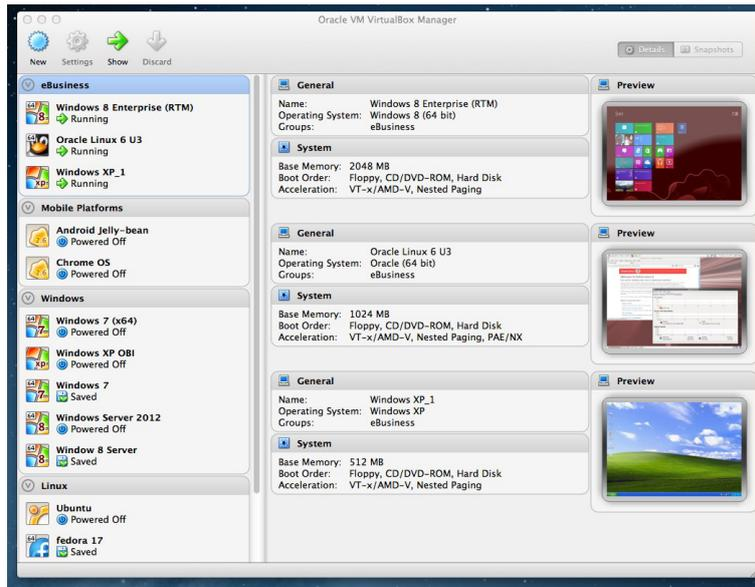 Oracle VM VirtualBox Manager
New Settings Show Discard
Details Snapshots
eBusiness
Windows 8 Enterprise (RTM)
Running
Oracle Linux 6 U3
Running
Windows XP_1
Running
Mobile Platforms
Android Jelly-bean
Powered Off
Chrome OS
Powered Off
Windows
Windows 7 (x64)
Powered Off
Windows XP OBI
Powered Off
Windows 7
Saved
Windows Server 2012
Powered Off
Window 8 Server
Saved
Linux
Ubuntu
Powered Off
fedora 17
Saved
General
Name: Windows 8 Enterprise (RTM)
Operating System: Windows 8 (64 bit)
Groups: eBusiness
System
Base Memory: 2048 MB
Boot Order: Floppy, CD/DVD-ROM, Hard Disk
Acceleration: VT-x/AMD-V, Nested Paging
Preview
General
Name: Oracle Linux 6 U3
Operating System: Oracle (64 bit)
Groups: eBusiness
System
Base Memory: 1024 MB
Boot Order: Floppy, CD/DVD-ROM, Hard Disk
Acceleration: VT-x/AMD-V, Nested Paging, PAE/NX
Preview
General
Name: Windows XP_1
Operating System: Windows XP
Groups: eBusiness
System
Base Memory: 512 MB
Boot Order: Floppy, CD/DVD-ROM, Hard Disk
Acceleration: VT-x/AMD-V, Nested Paging
Preview